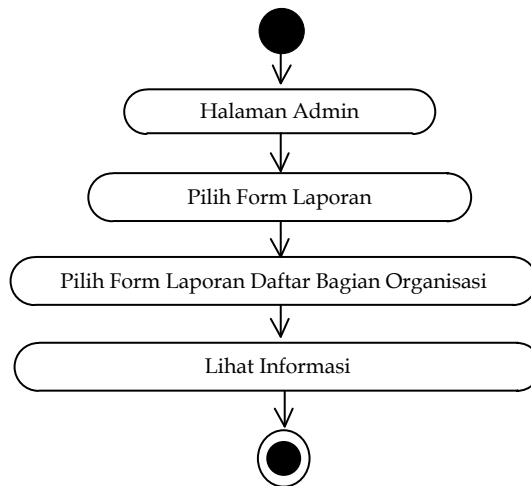 Halaman Admin
Pilih Form Laporan
Pilih Form Laporan Daftar Bagian Organisasi
Lihat Informasi